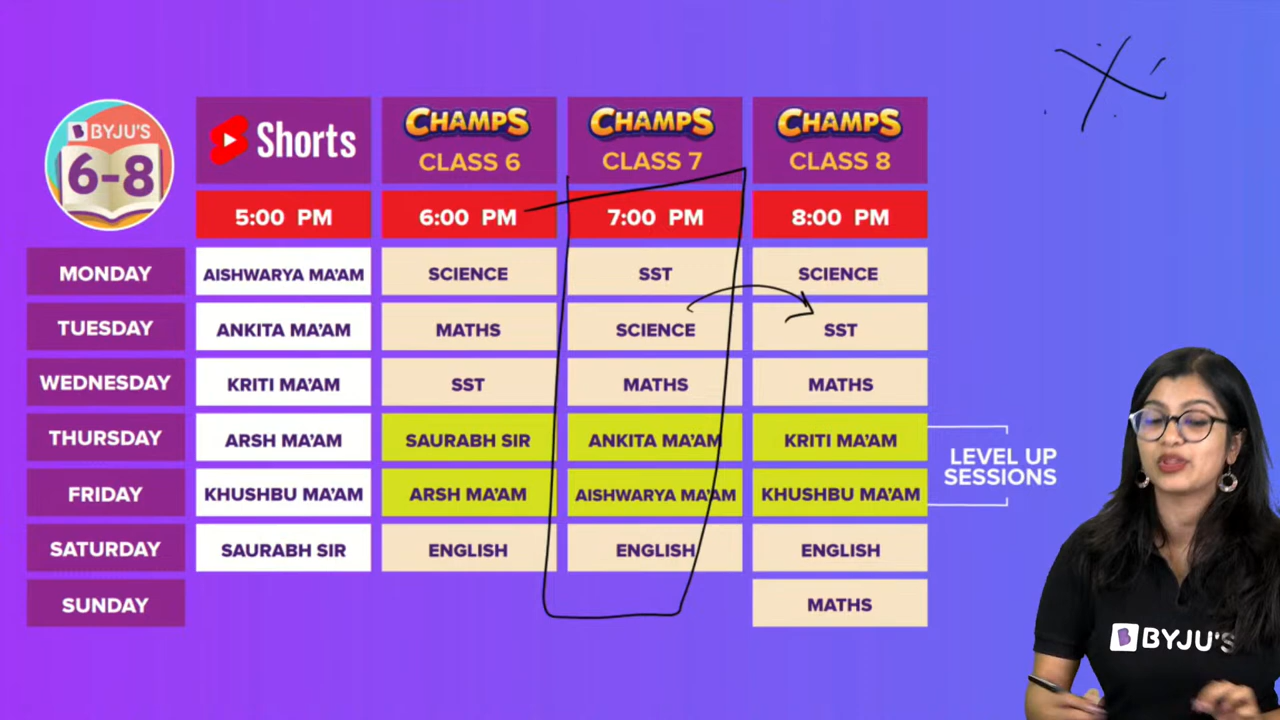 BYJU'S
6-8
Shorts
CHAMPS
CLASS 6
CHAMPS
CLASS 7
CHAMPS
CLASS 8
5:00 PM
6:00 PM
7:00 PM
8:00 PM
MONDAY
AISHWARYA MA'AM
SCIENCE
SST
SCIENCE
TUESDAY
ANKITA MA'AM
MATHS
SCIENCE
SST
WEDNESDAY
KRITI MA'AM
SST
MATHS
MATHS
THURSDAY
ARSH MA'AM
SAURABH SIR
ANKITA MA'AM
KRITI MA'AM
FRIDAY
KHUSHBU MA'AM
ARSH MA'AM
AISHWARYA MA'AM
KHUSHBU MA'AM
LEVEL UP
SESSIONS
SATURDAY
SAURABH SIR
ENGLISH
ENGLISH
ENGLISH
SUNDAY
MATHS
BYJU'S